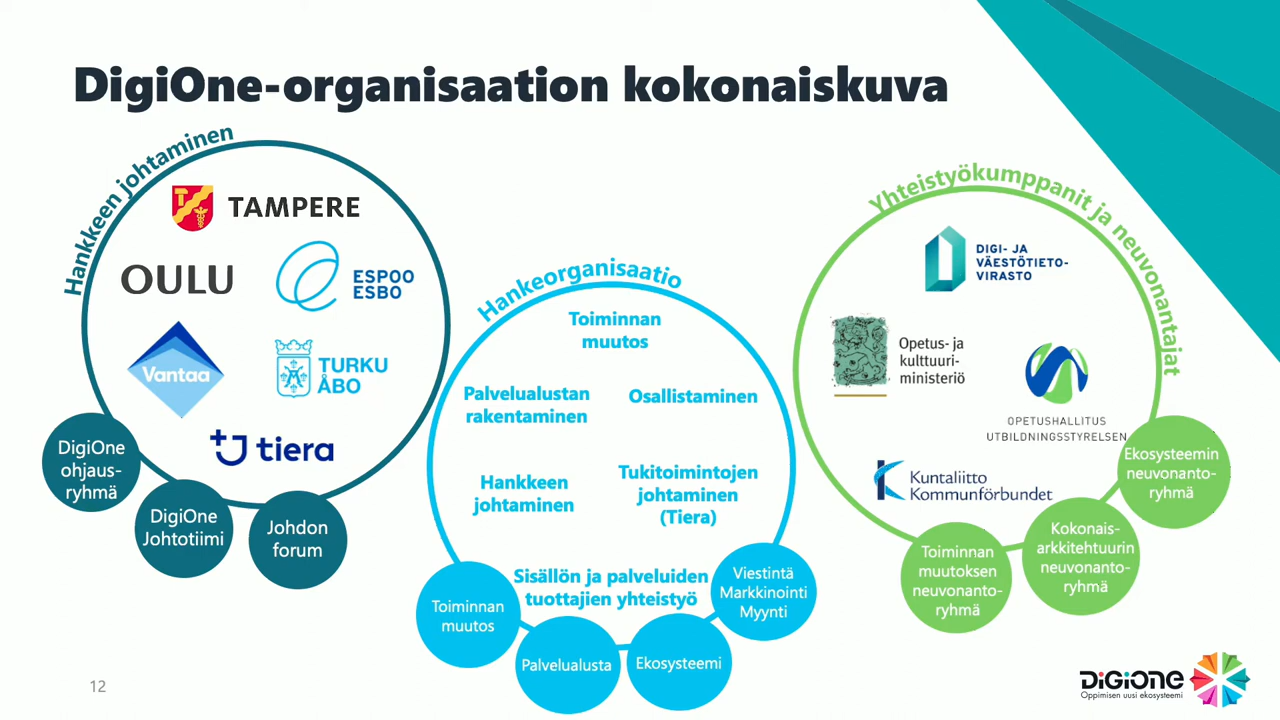 DigiOne-organisaation kokonaiskuva
Hankkeen johtaminen
TAMPERE
OULU
ESPOO
ESBO
Vantaa
TURKU
ÅBO
tiera
DigiOne
ohjaus-
ryhmä
DigiOne
Johtotiimi
Johdon
forum
Hankeorganisaatio
Toiminnan
muutos
Palvelualustan
rakentaminen
Osallistaminen
Hankkeen
johtaminen
Tukitoimintojen
johtaminen
(Tiera)
Sisällön ja palveluiden
tuottajien yhteistyö
Toiminnan
muutos
Palvelualusta
Ekosysteemi
Viestintä
Markkinointi
Myynti
Yhteistyökumppanit ja neuvonantajat
DIGI- JA
VÄESTÖTIETO-
VIRASTO
Opetus- ja
kulttuuri-
ministeriö
OPETUSHALLITUS
UTBILDNINGSSTYRELSEN
Kuntaliitto
Kommunförbundet
Toiminnan
muutoksen
neuvonanto-
ryhmä
Kokonais-
arkkitehtuurin
neuvonanto-
ryhmä
Ekosysteemin
neuvonanto-
ryhmä
12
DiGiONE
Oppimisen uusi ekosysteemi